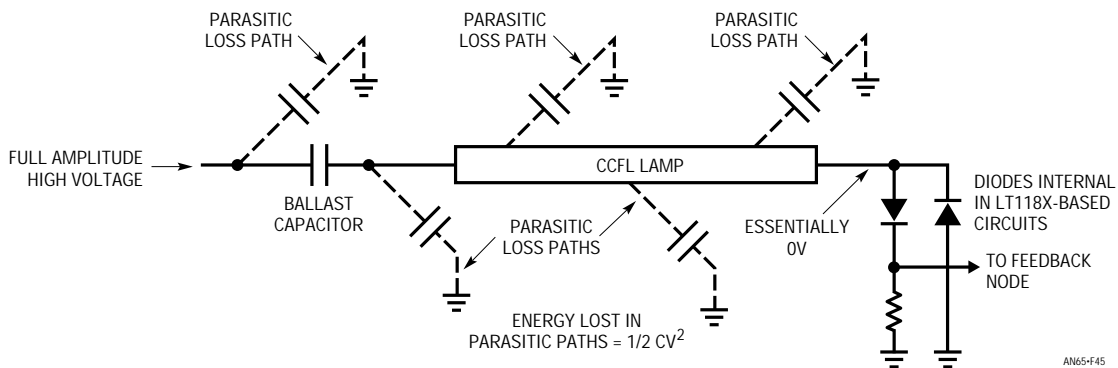 PARASITIC
LOSS PATH
PARASITIC
LOSS PATH
PARASITIC
LOSS PATH
FULL AMPLITUDE
HIGH VOLTAGE
BALLAST
CAPACITOR
CCFL LAMP
PARASITIC
LOSS PATHS
ESSENTIALLY
0V
DIODES INTERNAL
IN LT118X-BASED
CIRCUITS
TO FEEDBACK
NODE
ENERGY LOST IN
PARASITIC PATHS = 1/2 CV²
AN65•F45